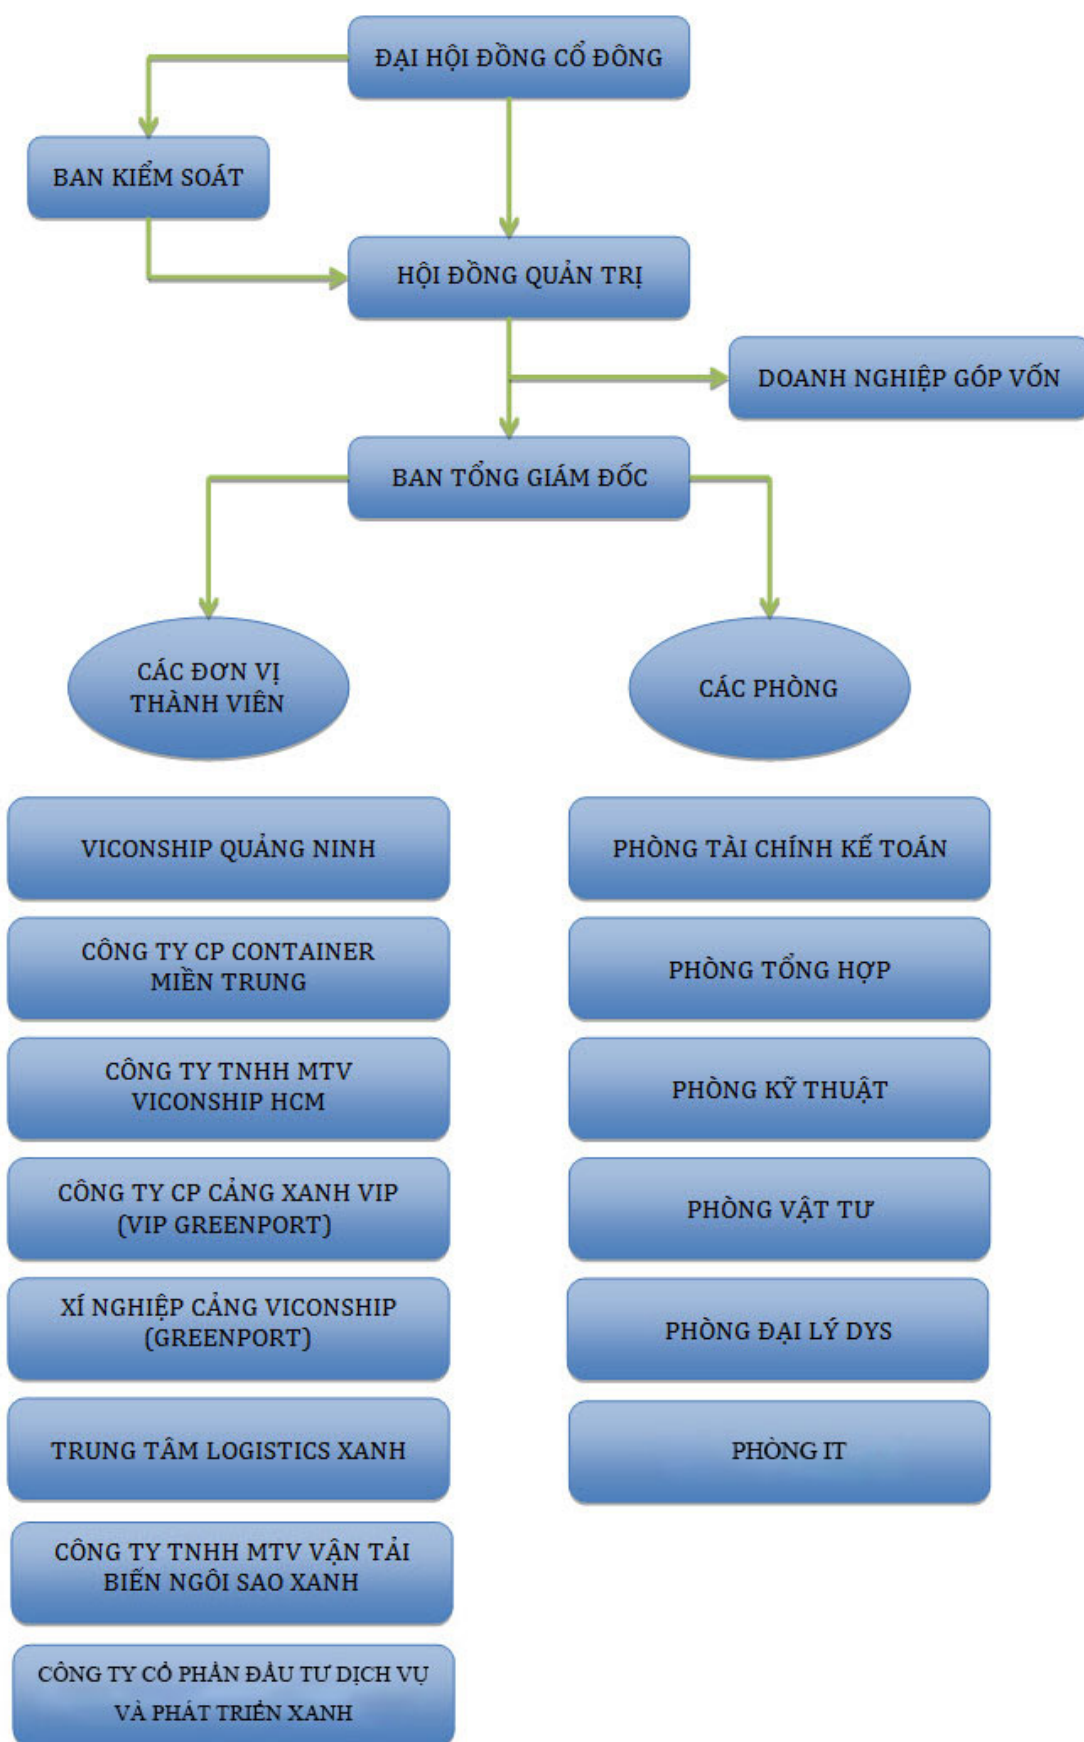 ĐẠI HỘI ĐỒNG CỔ ĐÔNG
BAN KIỂM SOÁT
HỘI ĐỒNG QUẢN TRỊ
DOANH NGHIỆP GÓP VỐN
BAN TỔNG GIÁM ĐỐC
CÁC ĐƠN VỊ
THÀNH VIÊN
CÁC PHÒNG
VICONSHIP QUẢNG NINH
CÔNG TY CP CONTAINER
MIỀN TRUNG
CÔNG TY TNHH MTV
VICONSHIP HCM
CÔNG TY CP CẢNG XANH VIP
(VIP GREENPORT)
XÍ NGHIỆP CẢNG VICONSHIP
(GREENPORT)
TRUNG TÂM LOGISTICS XANH
CÔNG TY TNHH MTV VẬN TẢI
BIẾN NGÔI SAO XANH
CÔNG TY CỔ PHẦN ĐẦU TƯ DỊCH VỤ
VÀ PHÁT TRIỂN XANH
PHÒNG TÀI CHÍNH KẾ TOÁN
PHÒNG TỔNG HỢP
PHÒNG KỸ THUẬT
PHÒNG VẬT TƯ
PHÒNG ĐẠI LÝ DYS
PHÒNG IT